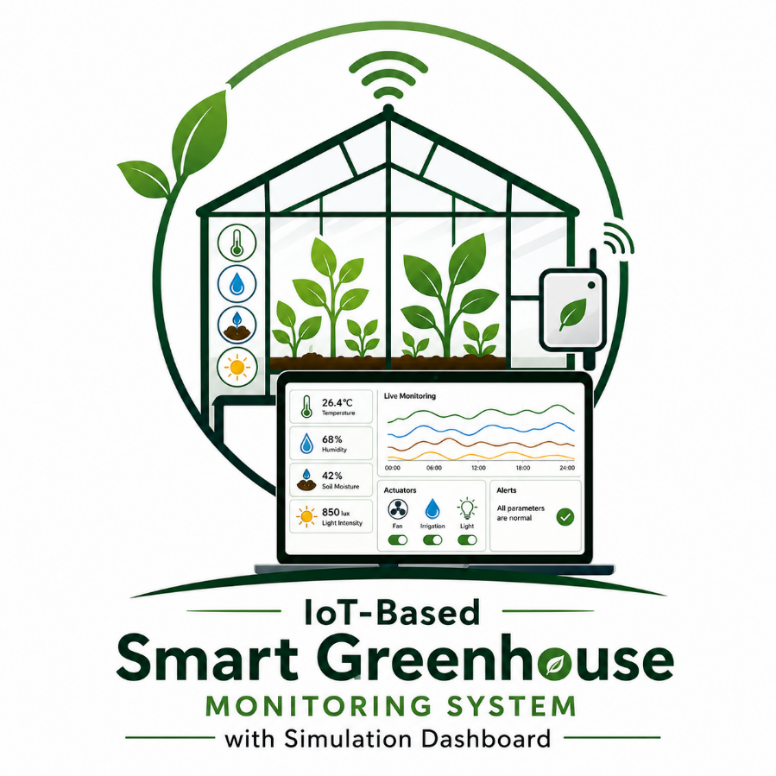 26.4°C
Temperature
68%
Humidity
42%
Soil Moisture
850 lux
Light Intensity
Live Monitoring
00:00 06:00 12:00 18:00 24:00
Actuators
Fan Irrigation Light
Alerts
All parameters
are normal
IoT-Based
Smart Greenhouse
MONITORING SYSTEM
with Simulation Dashboard